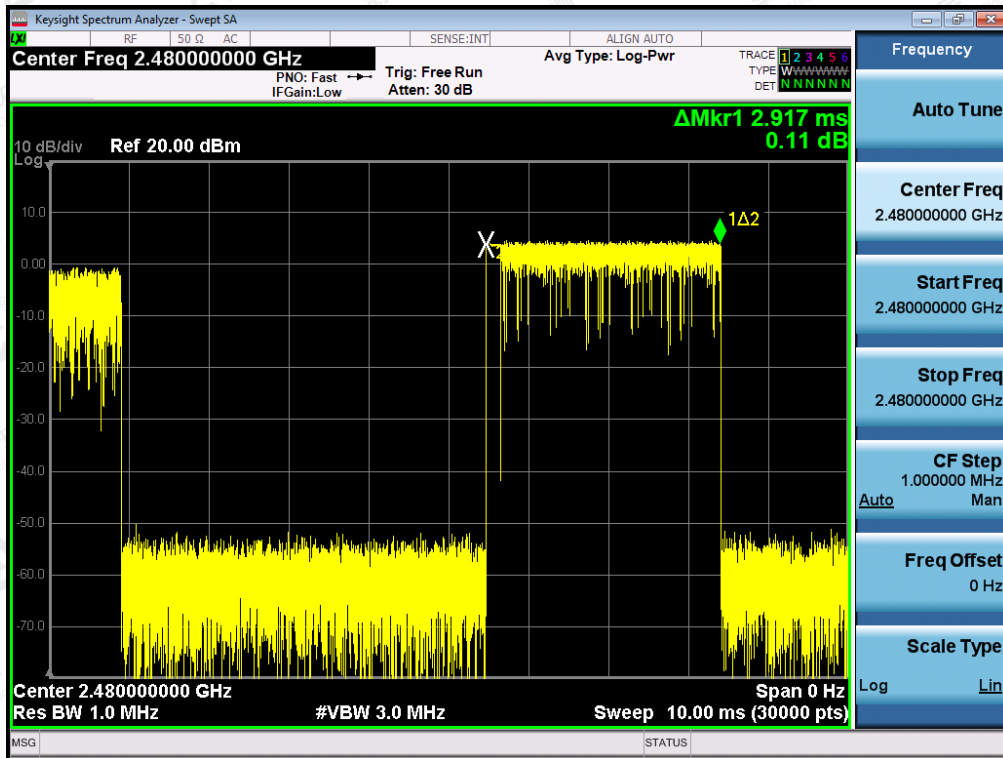 Keysight Spectrum Analyzer - Swept SA
LXI RF 50 Ω AC SENSE:INT ALIGN AUTO
Center Freq 2.480000000 GHz
PNO: Fast
IFGain:Low
Trig: Free Run
Atten: 30 dB
Avg Type: Log-Pwr
TRACE 1 2 3 4 5 6
TYPE WWWWWW
DET N N N N N N
ΔMkr1 2.917 ms
0.11 dB
10 dB/div Ref 20.00 dBm
Log
10.0
0.00
-10.0
-20.0
-30.0
-40.0
-50.0
-60.0
-70.0
X2
1Δ2
Center 2.480000000 GHz Span 0 Hz
Res BW 1.0 MHz #VBW 3.0 MHz Sweep 10.00 ms (30000 pts)
MSG STATUS
Frequency
Auto Tune
Center Freq
2.480000000 GHz
Start Freq
2.480000000 GHz
Stop Freq
2.480000000 GHz
CF Step
1.000000 MHz
Auto Man
Freq Offset
0 Hz
Scale Type
Log Lin